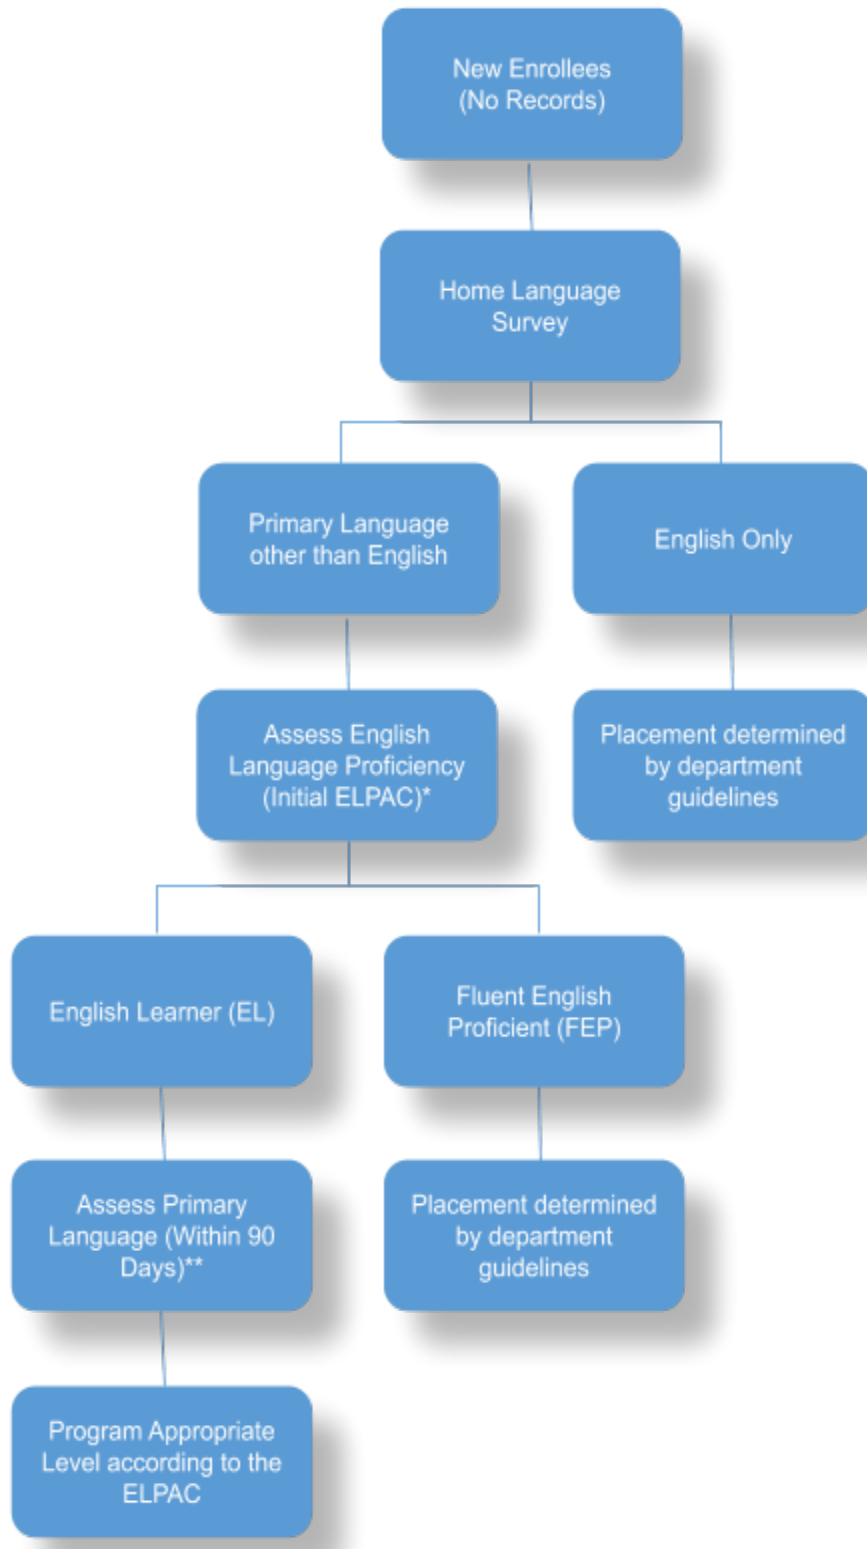 New Enrollees
(No Records)
Home Language
Survey
Primary Language
other than English
English Only
Assess English
Language Proficiency
(Initial ELPAC)*
Placement determined
by department
guidelines
English Learner (EL)
Fluent English
Proficient (FEP)
Assess Primary
Language (Within 90
Days)**
Placement determined
by department
guidelines
Program Appropriate
Level according to the
ELPAC